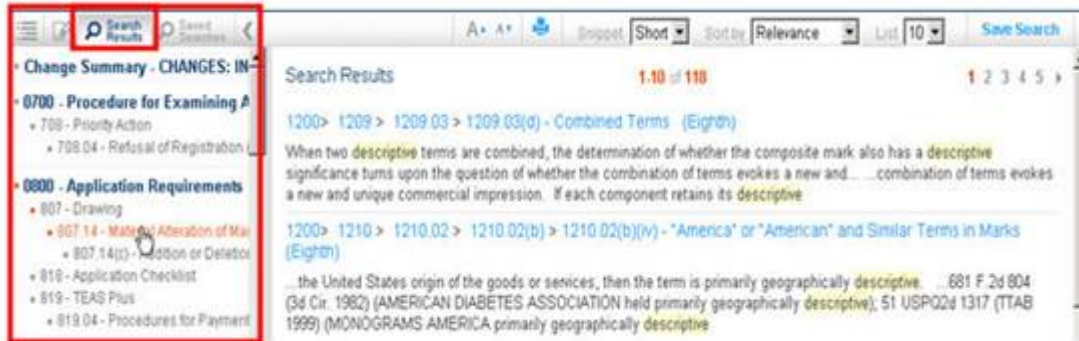 Search Results
Saved Searches
A+ A+ Snippet Short Sort by Relevance List 10 Save Search
Change Summary - CHANGES: IN
0700 - Procedure for Examining A
708 - Priority Action
708.04 - Refusal of Registration
0800 - Application Requirements
807 - Drawing
807.14 - Material Alteration of Mar
807.14(c) - Addition or Deletion
818 - Application Checklist
819 - TEAS Plus
819.04 - Procedures for Payment
Search Results 1-10 of 118 1 2 3 4 5
1200> 1209 > 1209.03 > 1209.03(d) - Combined Terms (Eighth)
When two descriptive terms are combined, the determination of whether the composite mark also has a descriptive
significance turns upon the question of whether the combination of terms evokes a new and... ...combination of terms evokes
a new and unique commercial impression. If each component retains its descriptive
1200> 1210 > 1210.02 > 1210.02(b) > 1210.02(b)(iv) - "America" or "American" and Similar Terms in Marks
(Eighth)
...the United States origin of the goods or services, then the term is primarily geographically descriptive. ...681 F.2d 804
(3d Cir. 1982) (AMERICAN DIABETES ASSOCIATION held primarily geographically descriptive); 51 USPQ2d 1317 (TTAB
1999) (MONOGRAMS AMERICA primarily geographically descriptive